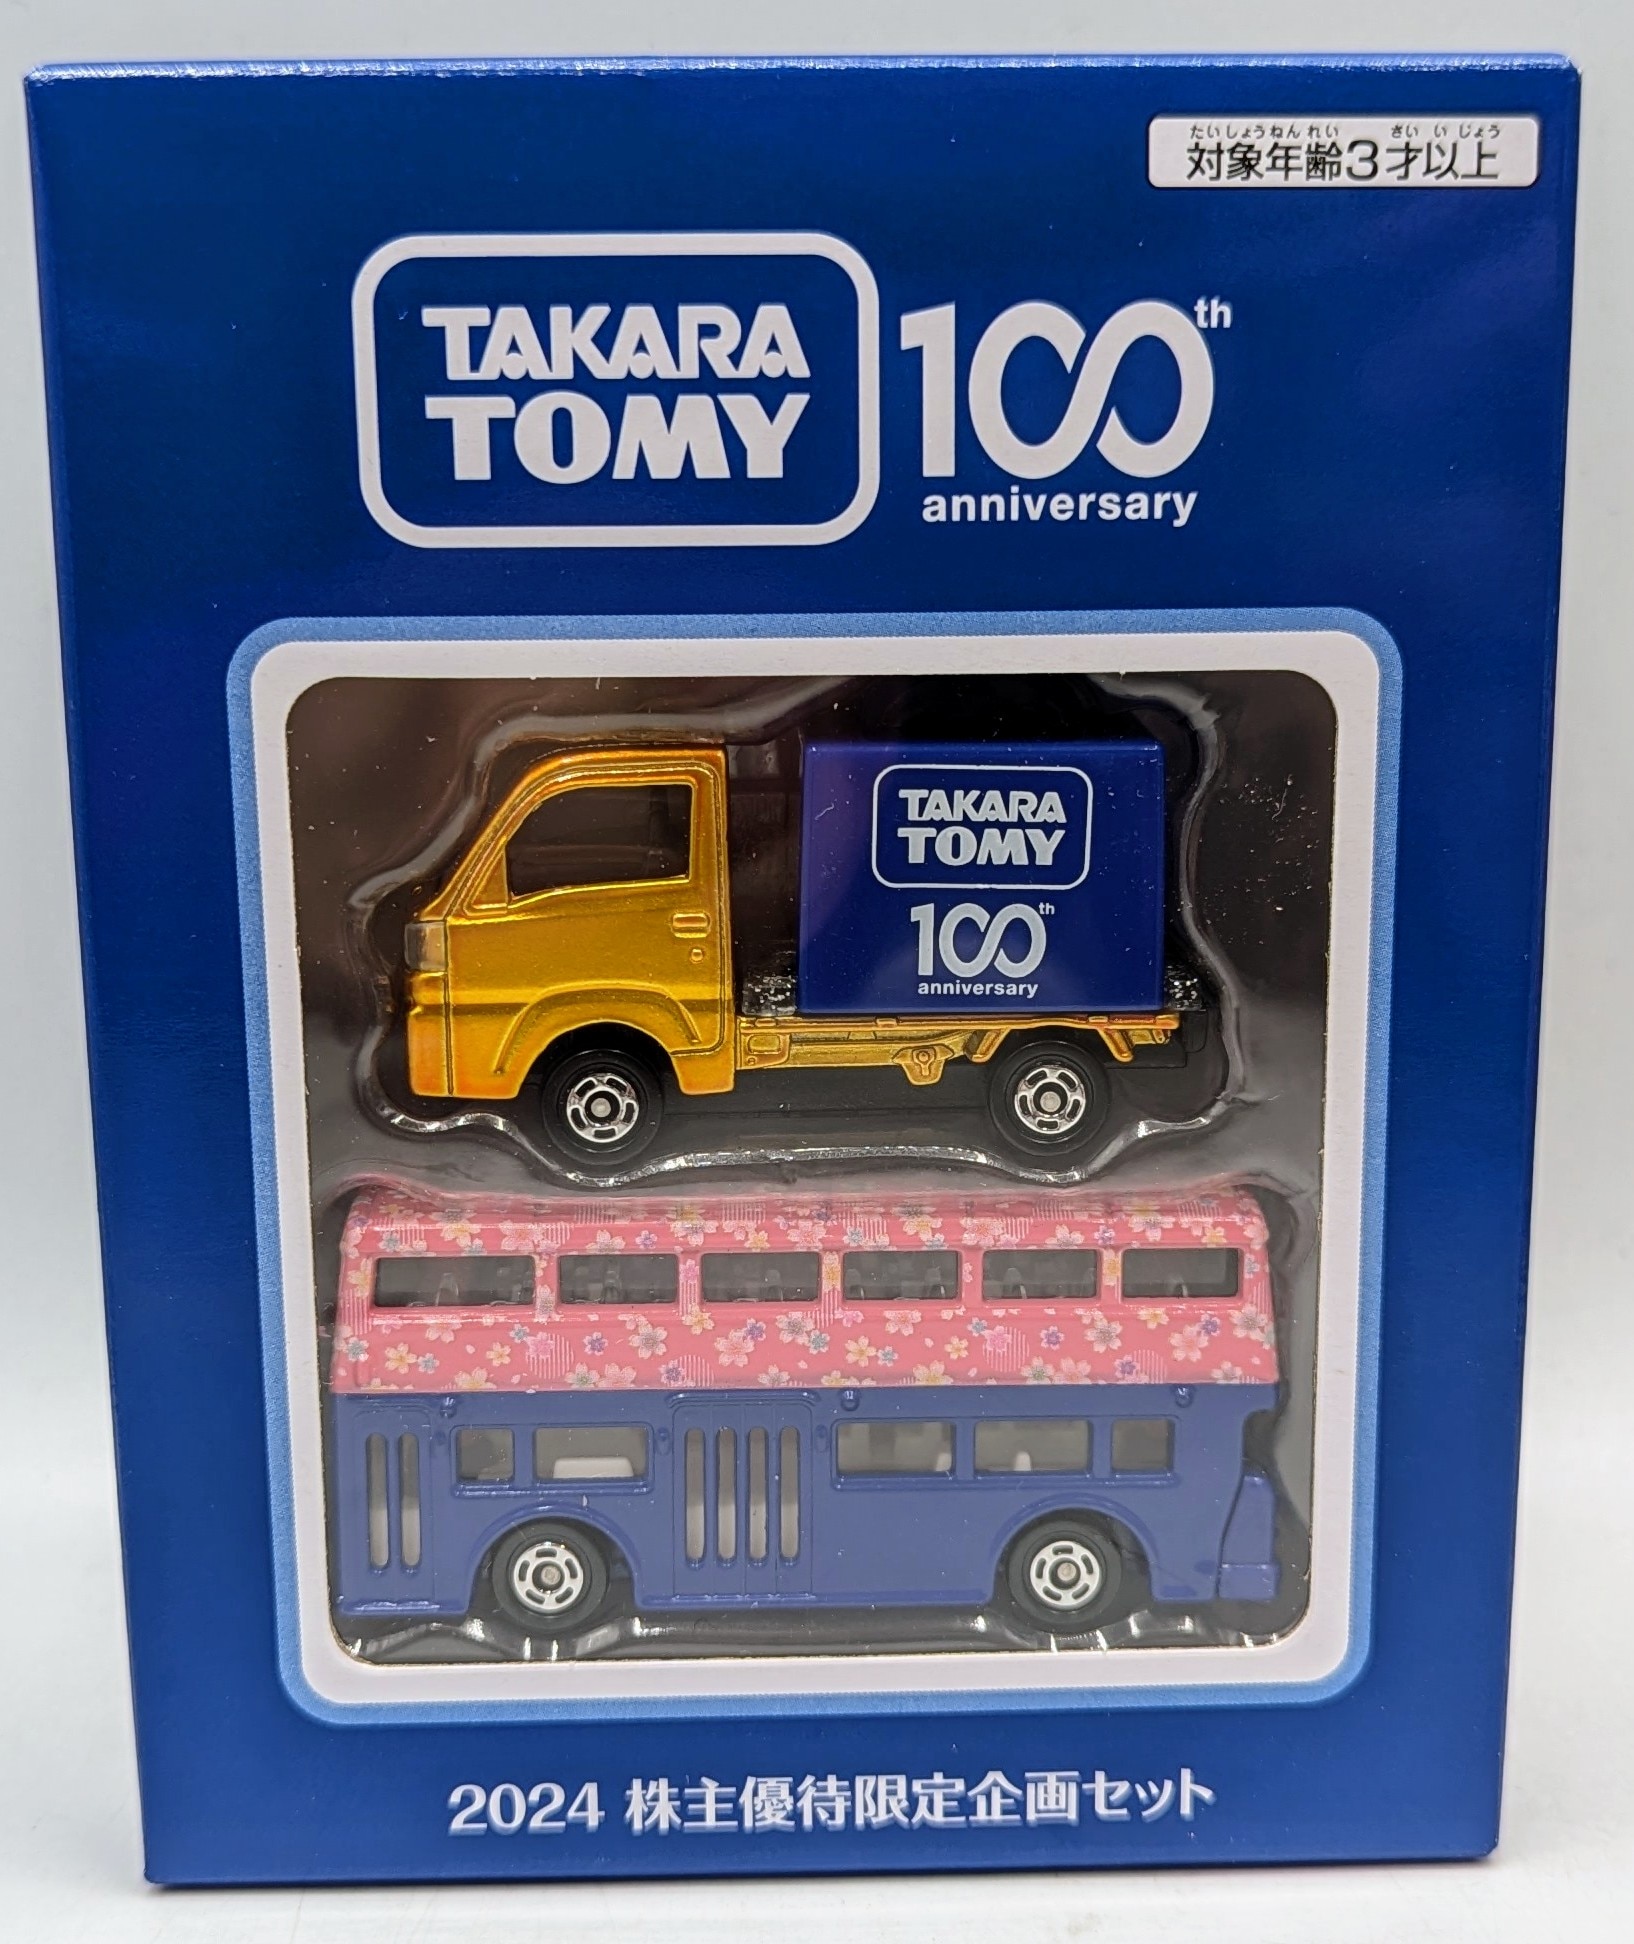 たいしょうねんれい さい いじょう
対象年齢3才以上
TAKARA
TOMY
100th
anniversary
TAKARA
TOMY
100th
anniversary
2024 株主優待限定企画セット